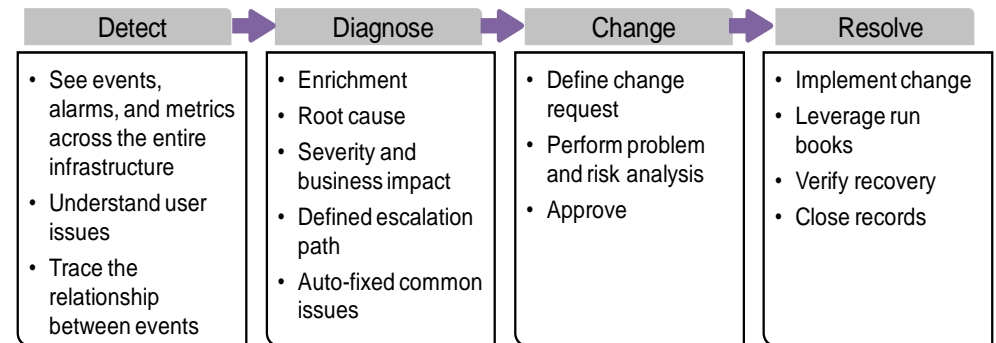 Detect
Diagnose
Change
Resolve
• See events,
alarms, and metrics
across the entire
infrastructure
• Understand user
issues
• Trace the
relationship
between events
• Enrichment
• Root cause
• Severity and
business impact
• Defined escalation
path
• Auto-fixed common
issues
• Define change
request
• Perform problem
and risk analysis
• Approve
• Implement change
• Leverage run
books
• Verify recovery
• Close records